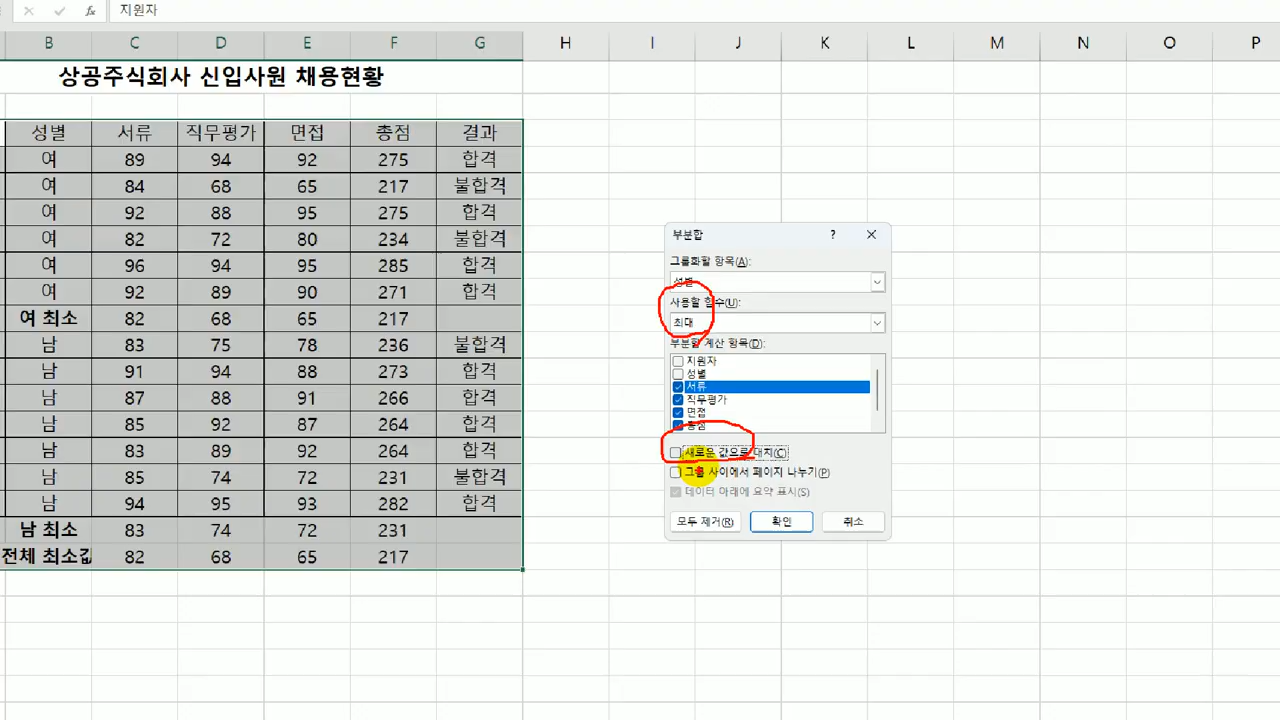 fx 지원자
B C D E F G H I J K L M N O P
상공주식회사 신입사원 채용현황
성별 서류 직무평가 면접 총점 결과
여 89 94 92 275 합격
여 84 68 65 217 불합격
여 92 88 95 275 합격
여 82 72 80 234 불합격
여 96 94 95 285 합격
여 92 89 90 271 합격
여 최소 82 68 65 217
남 83 75 78 236 불합격
남 91 94 88 273 합격
남 87 88 91 266 합격
남 85 92 87 264 합격
남 83 89 92 264 합격
남 85 74 72 231 불합격
남 94 95 93 282 합격
남 최소 83 74 72 231
전체 최소값 82 68 65 217
부분합 ?
그룹화할 항목(A):
성별
사용할 함수(U):
최대
부분합 계산 항목(D):
지원자
성별
서류
직무평가
면접
총점
새로운 값으로 대치(C)
그룹 사이에서 페이지 나누기(P)
데이터 아래에 요약 표시(S)
모두 제거(R) 확인 취소